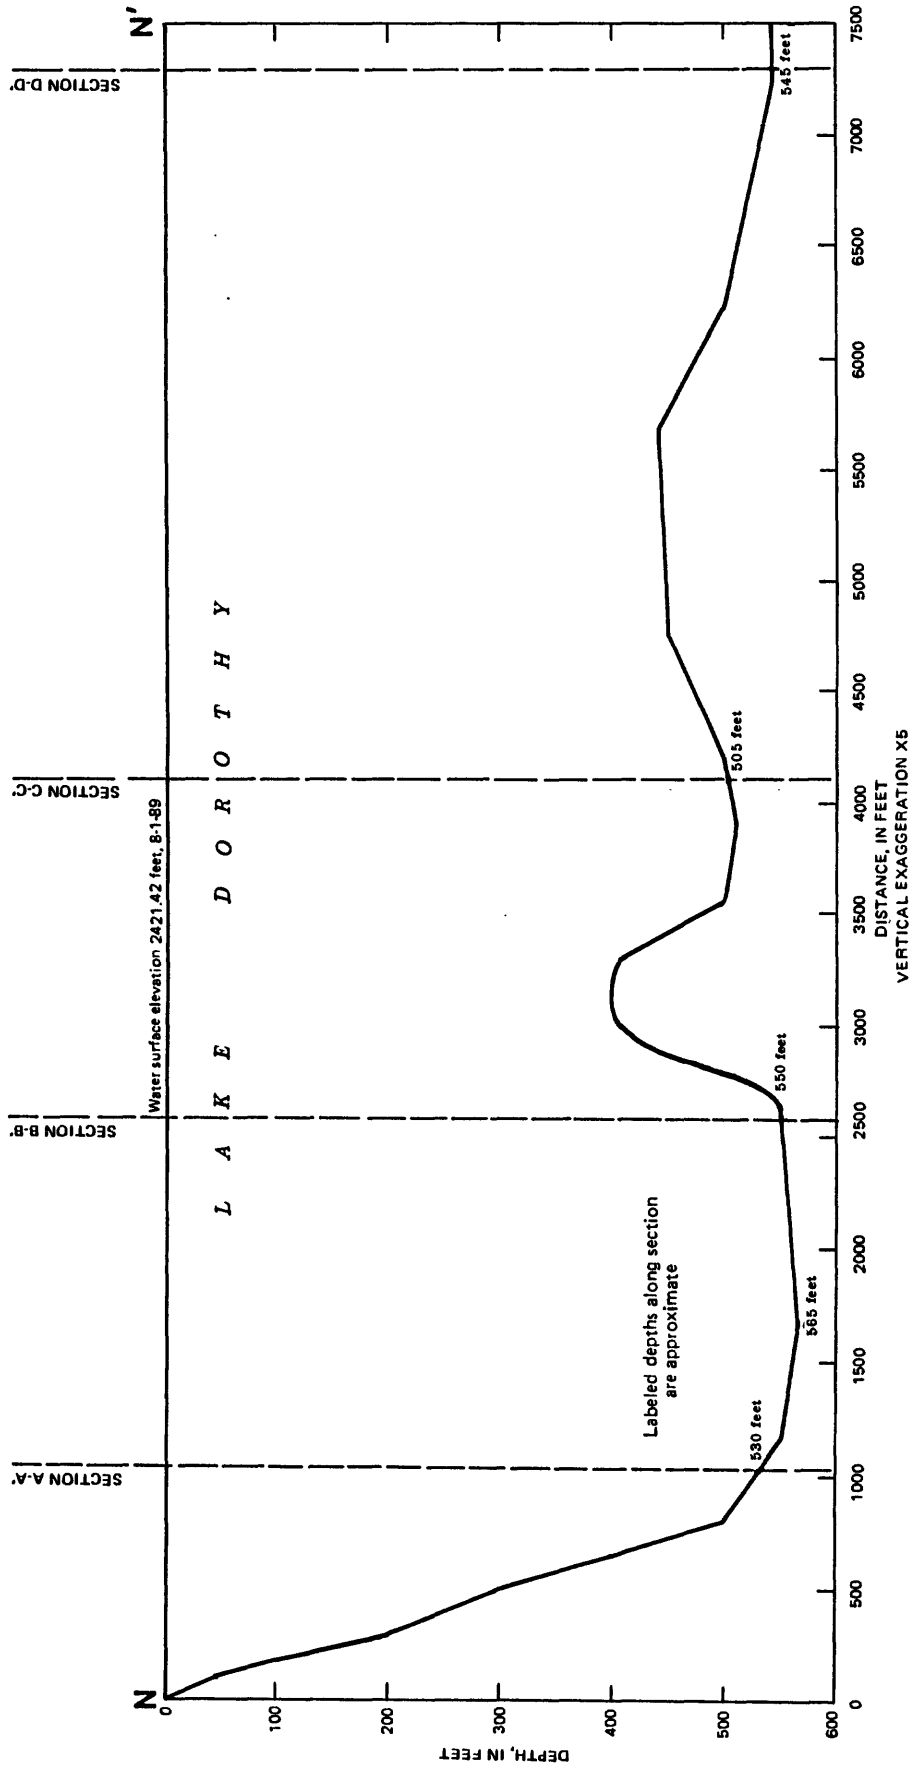 N
N'
SECTION A-A'
SECTION B-B'
SECTION C-C'
SECTION D-D'
Water surface elevation 2421.42 feet, 8-1-89
LAKE DOROTHY
Labeled depths along section
are approximate
530 feet
565 feet
550 feet
505 feet
545 feet
DEPTH, IN FEET
0
100
200
300
400
500
600
0
500
1000
1500
2000
2500
3000
3500
4000
4500
5000
5500
6000
6500
7000
7500
DISTANCE, IN FEET
VERTICAL EXAGGERATION X5